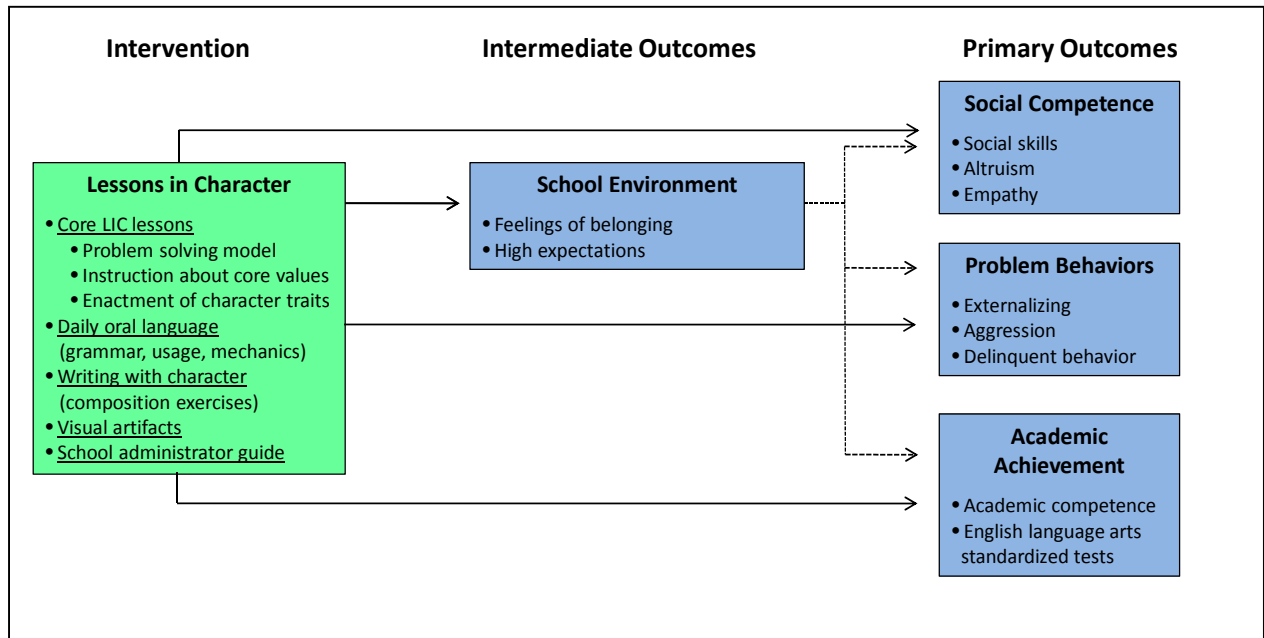 Intervention
Intermediate Outcomes
Primary Outcomes
Lessons in Character
• Core LIC lessons
• Problem solving model
• Instruction about core values
• Enactment of character traits
• Daily oral language
(grammar, usage, mechanics)
• Writing with character
(composition exercises)
• Visual artifacts
• School administrator guide
School Environment
• Feelings of belonging
• High expectations
Social Competence
• Social skills
• Altruism
• Empathy
Problem Behaviors
• Externalizing
• Aggression
• Delinquent behavior
Academic
Achievement
• Academic competence
• English language arts
standardized tests